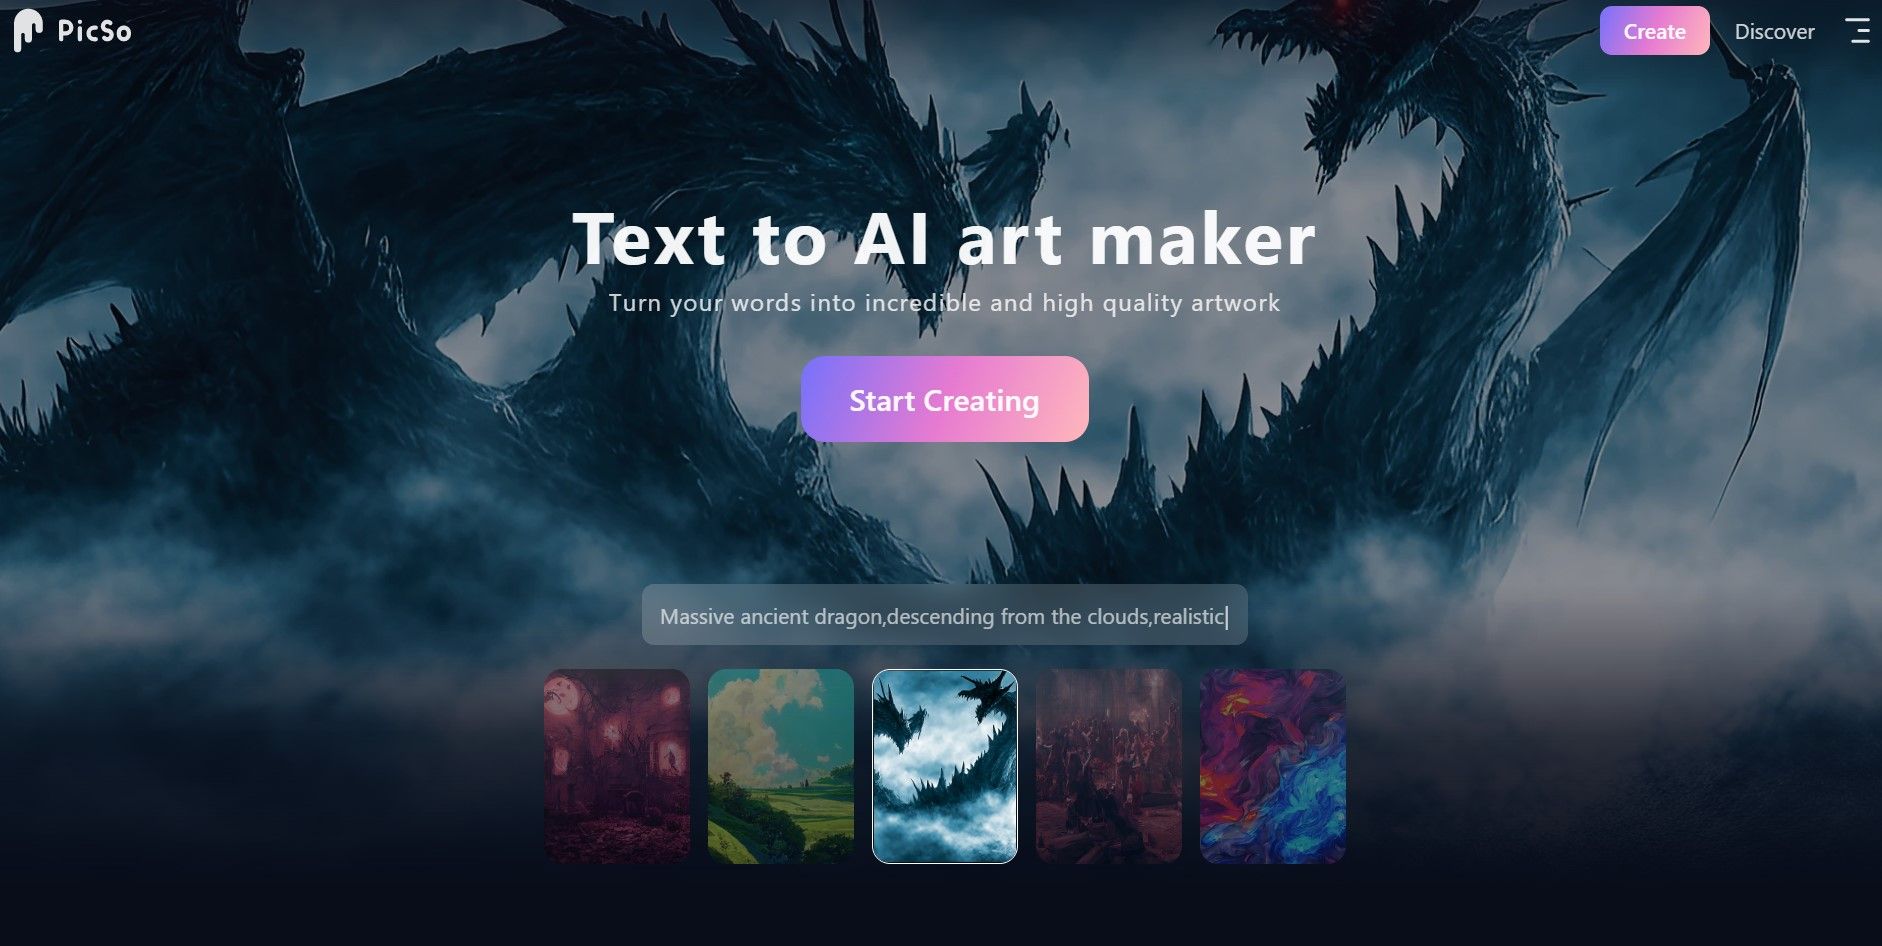 PicSo
Create
Discover
Text to AI art maker
Turn your words into incredible and high quality artwork
Start Creating
Massive ancient dragon,descending from the clouds,realistic